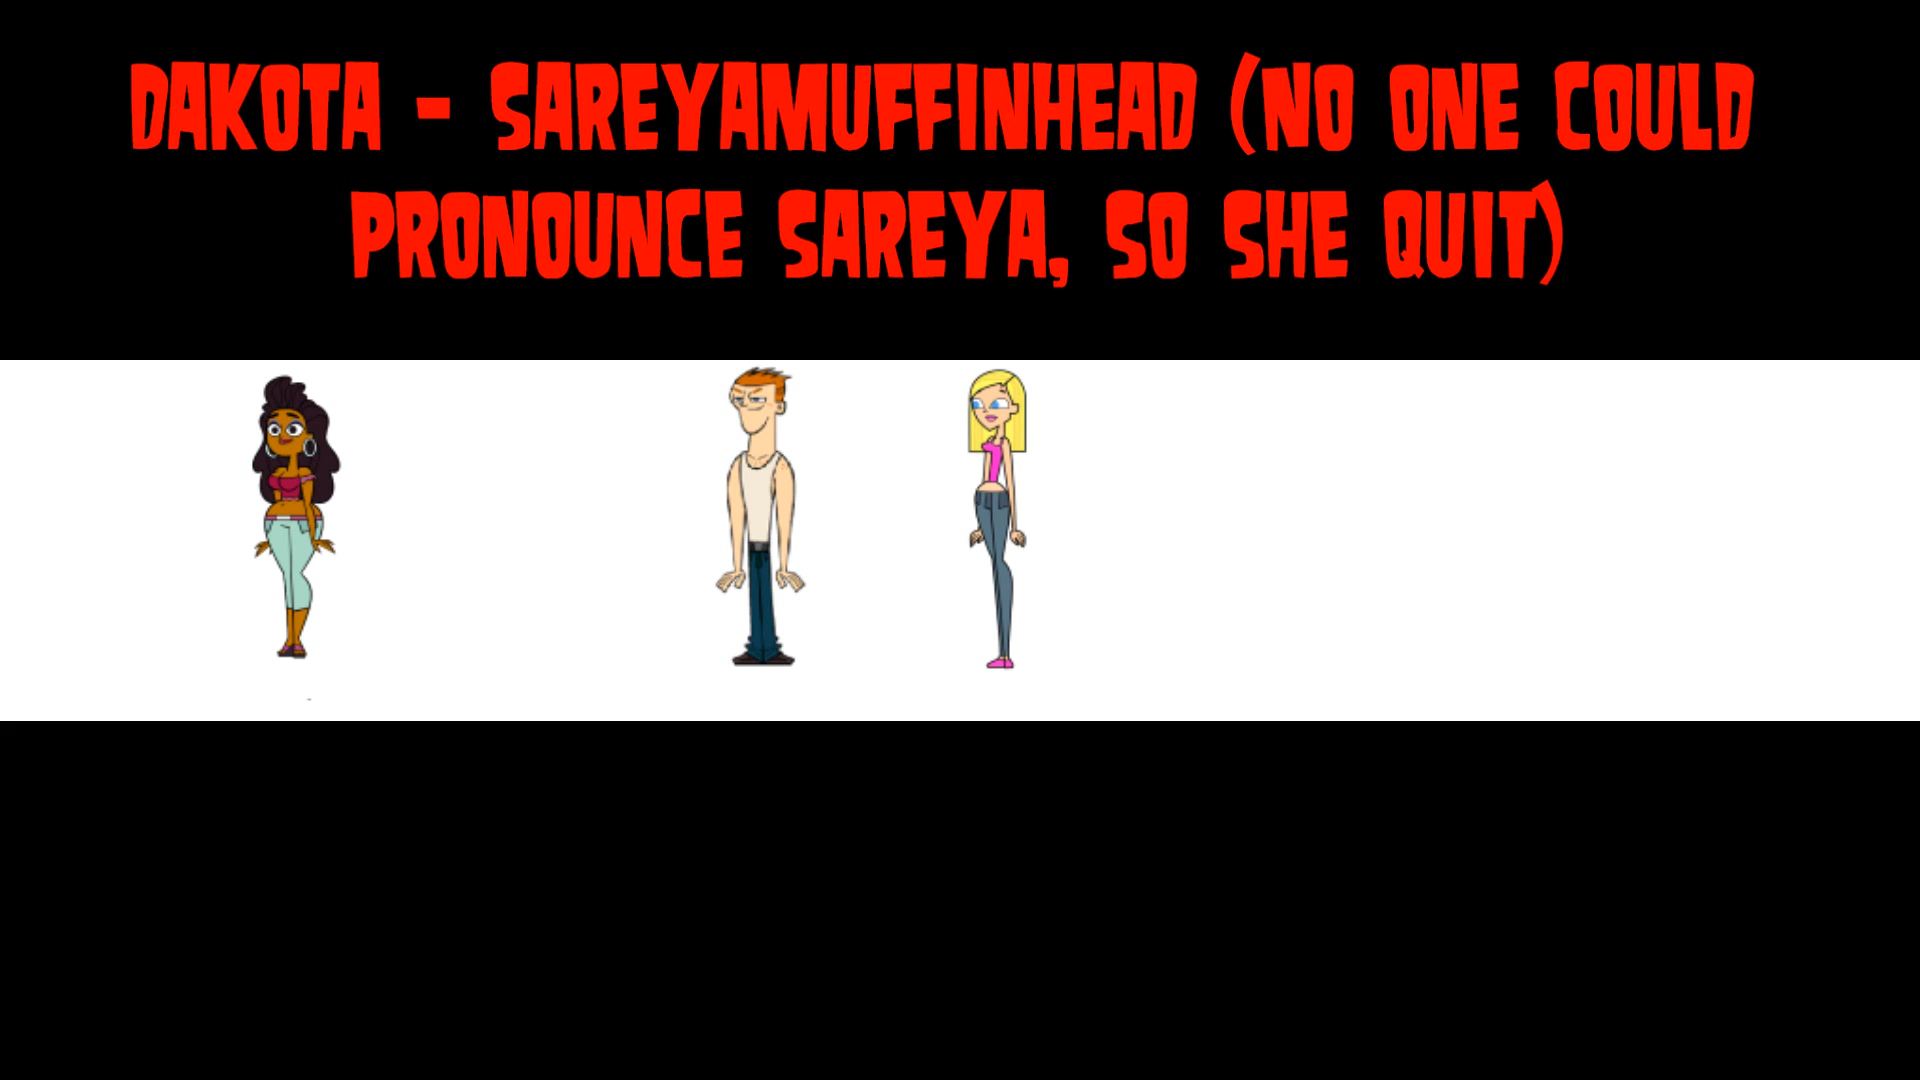 DAKOTA - SAREYAMUFFINHEAD (NO ONE COULD
PRONOUNCE SAREYA, SO SHE QUIT)